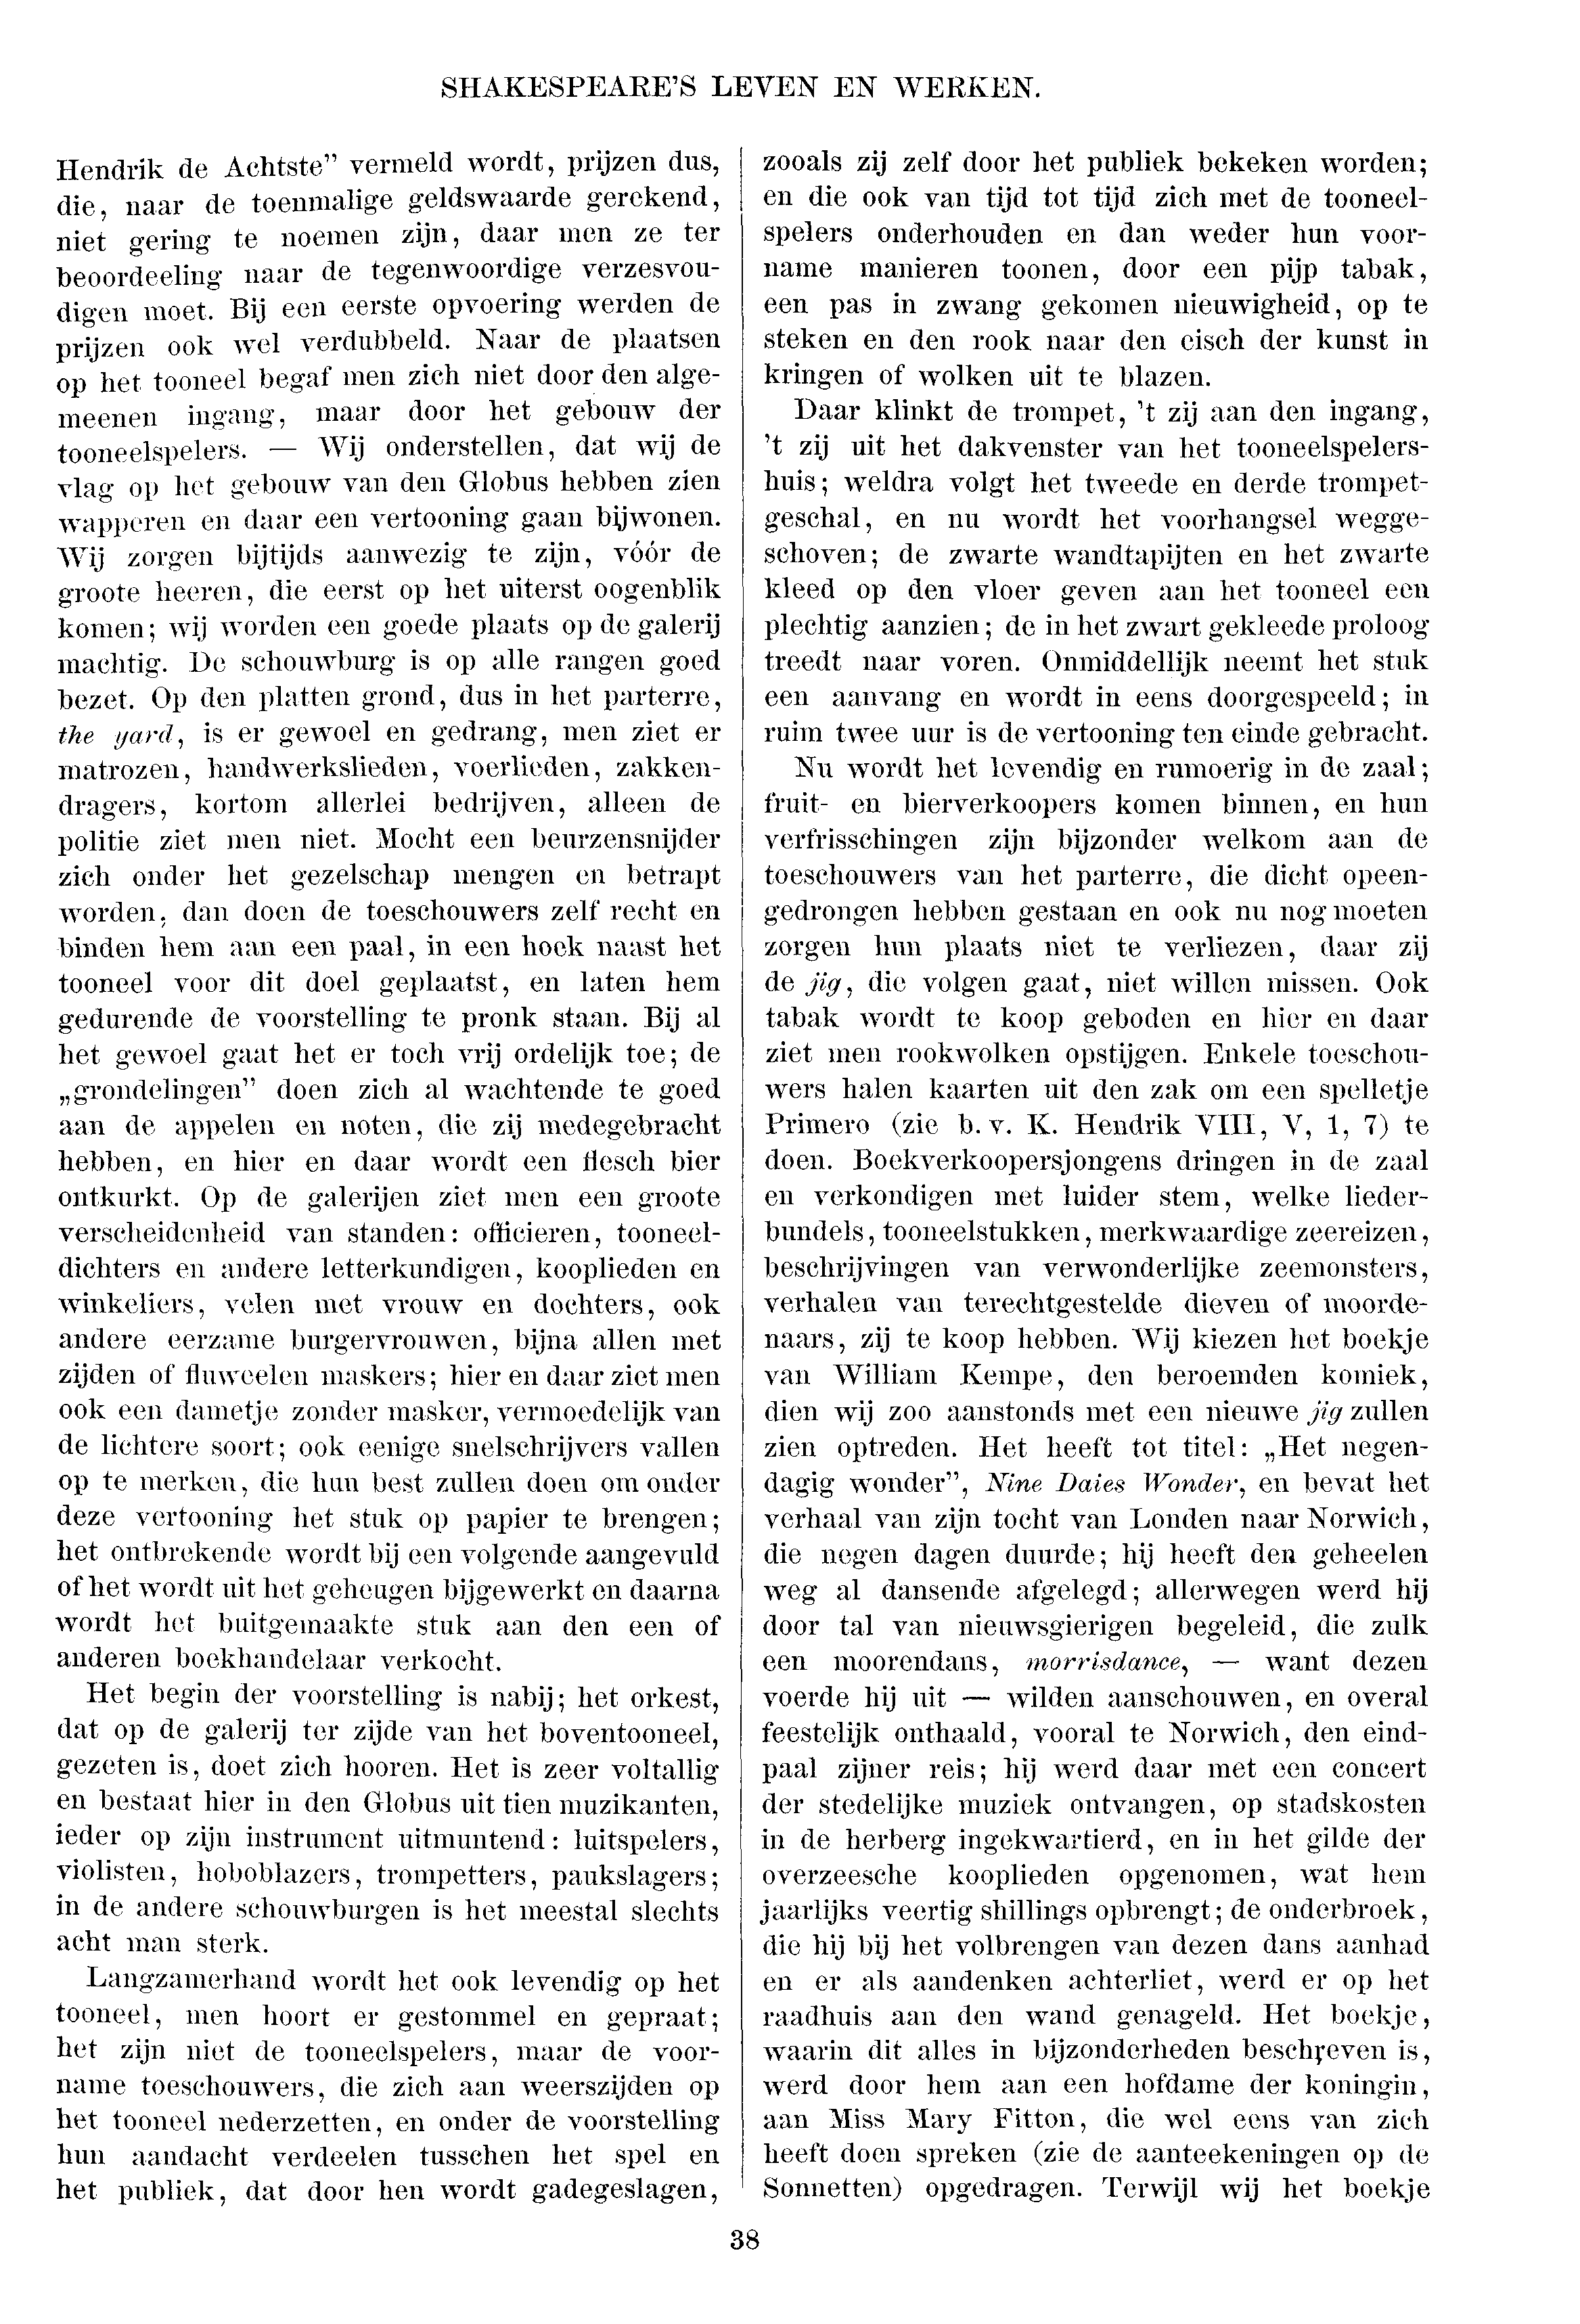 SHAKESPEARE'S LEVEN EN WERKEN.
Hendrik de Achtste” vermeld wordt, prijzen dus,
die, naar de toenmalige geldswaarde gerekend,
niet gering te noemen zijn, daar men ze ter
beoordeeling naar de tegenwoordige verzesvou-
digen moet. Bij een eerste opvoering werden de
prijzen ook wel verdubbeld. Naar de plaatsen
op het tooneel begaf men zich niet door den alge-
meenen ingang, maar door het gebouw der
tooneelspelers. — Wij onderstellen, dat wij de
vlag op het gebouw van den Globus hebben zien
wapperen en daar een vertooning gaan bijwonen.
Wij zorgen bijtijds aanwezig te zijn, vóór de
groote heeren, die eerst op het uiterst oogenblik
komen; wij worden een goede plaats op de galerij
machtig. De schouwburg is op alle rangen goed
bezet. Op den platten grond, dus in het parterre,
the yard, is er gewoel en gedrang, men ziet er
matrozen, handwerkslieden, voerlieden, zakken-
dragers, kortom allerlei bedrijven, alleen de
politie ziet men niet. Mocht een beurzensnijder
zich onder het gezelschap mengen en betrapt
worden, dan doen de toeschouwers zelf recht en
binden hem aan een paal, in een hoek naast het
tooneel voor dit doel geplaatst, en laten hem
gedurende de voorstelling te pronk staan. Bij al
het gewoel gaat het er toch vrij ordelijk toe; de
„grondelingen” doen zich al wachtende te goed
aan de appelen en noten, die zij medegebracht
hebben, en hier en daar wordt een flesch bier
ontkurkt. Op de galerijen ziet men een groote
verscheidenheid van standen: officieren, tooneel-
dichters en andere letterkundigen, kooplieden en
winkeliers, velen met vrouw en dochters, ook
andere eerzame burgervrouwen, bijna allen met
zijden of fluweelen maskers; hier en daar ziet men
ook een dametje zonder masker, vermoedelijk van
de lichtere soort; ook eenige snelschrijvers vallen
op te merken, die hun best zullen doen om onder
deze vertooning het stuk op papier te brengen;
het ontbrekende wordt bij een volgende aangevuld
of het wordt uit het geheugen bijgewerkt en daarna
wordt het buitgemaakte stuk aan den een of
anderen boekhandelaar verkocht.
Het begin der voorstelling is nabij; het orkest,
dat op de galerij ter zijde van het boventooneel,
gezeten is, doet zich hooren. Het is zeer voltallig
en bestaat hier in den Globus uit tien muzikanten,
ieder op zijn instrument uitmuntend: luitspelers,
violisten, hoboblazers, trompetters, paukslagers;
in de andere schouwburgen is het meestal slechts
acht man sterk.
Langzamerhand wordt het ook levendig op het
tooneel, men hoort er gestommel en gepraat;
het zijn niet de tooneelspelers, maar de voor-
name toeschouwers, die zich aan weerszijden op
het tooneel nederzetten, en onder de voorstelling
hun aandacht verdeelen tusschen het spel en
het publiek, dat door hen wordt gadegeslagen,
zooals zij zelf door het publiek bekeken worden;
en die ook van tijd tot tijd zich met de tooneel-
spelers onderhouden en dan weder hun voor-
name manieren toonen, door een pijp tabak,
een pas in zwang gekomen nieuwigheid, op te
steken en den rook naar den eisch der kunst in
kringen of wolken uit te blazen.
Daar klinkt de trompet, 't zij aan den ingang,
't zij uit het dakvenster van het tooneelspelers-
huis; weldra volgt het tweede en derde trompet-
geschal, en nu wordt het voorhangsel wegge-
schoven; de zwarte wandtapijten en het zwarte
kleed op den vloer geven aan het tooneel een
plechtig aanzien; de in het zwart gekleede proloog
treedt naar voren. Onmiddellijk neemt het stuk
een aanvang en wordt in eens doorgespeeld; in
ruim twee uur is de vertooning ten einde gebracht.
Nu wordt het levendig en rumoerig in de zaal;
fruit- en bierverkoopers komen binnen, en hun
verfrisschingen zijn bijzonder welkom aan de
toeschouwers van het parterre, die dicht opeen-
gedrongen hebben gestaan en ook nu nog moeten
zorgen hun plaats niet te verliezen, daar zij
de jig, die volgen gaat, niet willen missen. Ook
tabak wordt te koop geboden en hier en daar
ziet men rookwolken opstijgen. Enkele toeschou-
wers halen kaarten uit den zak om een spelletje
Primero (zie b.v. K. Hendrik VIII, V, 1, 7) te
doen. Boekverkoopersjongens dringen in de zaal
en verkondigen met luider stem, welke lieder-
bundels, tooneelstukken, merkwaardige zeereizen,
beschrijvingen van verwonderlijke zeemonsters,
verhalen van terechtgestelde dieven of moorde-
naars, zij te koop hebben. Wij kiezen het boekje
van William Kempe, den beroemden komiek,
dien wij zoo aanstonds met een nieuwe jig zullen
zien optreden. Het heeft tot titel: „Het negen-
dagig wonder”, Nine Daies Wonder, en bevat het
verhaal van zijn tocht van Londen naar Norwich,
die negen dagen duurde; hij heeft den geheelen
weg al dansende afgelegd; allerwegen werd hij
door tal van nieuwsgierigen begeleid, die zulk
een moorendans, morrisdance, — want dezen
voerde hij uit — wilden aanschouwen, en overal
feestelijk onthaald, vooral te Norwich, den eind-
paal zijner reis; hij werd daar met een concert
der stedelijke muziek ontvangen, op stadskosten
in de herberg ingekwartierd, en in het gilde der
overzeesche kooplieden opgenomen, wat hem
jaarlijks veertig shillings opbrengt; de onderbroek,
die hij bij het volbrengen van dezen dans aanhad
en er als aandenken achterliet, werd er op het
raadhuis aan den wand genageld. Het boekje,
waarin dit alles in bijzonderheden beschreven is,
werd door hem aan een hofdame der koningin,
aan Miss Mary Fitton, die wel eens van zich
heeft doen spreken (zie de aanteekeningen op de
Sonnetten) opgedragen. Terwijl wij het boekje
38